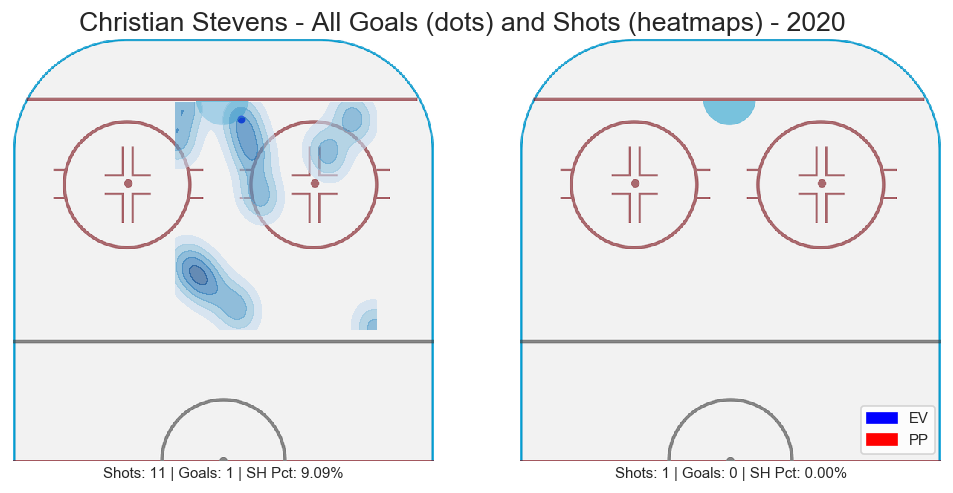 Christian Stevens - All Goals (dots) and Shots (heatmaps) - 2020
EV
PP
Shots: 11 | Goals: 1 | SH Pct: 9.09%
Shots: 1 | Goals: 0 | SH Pct: 0.00%